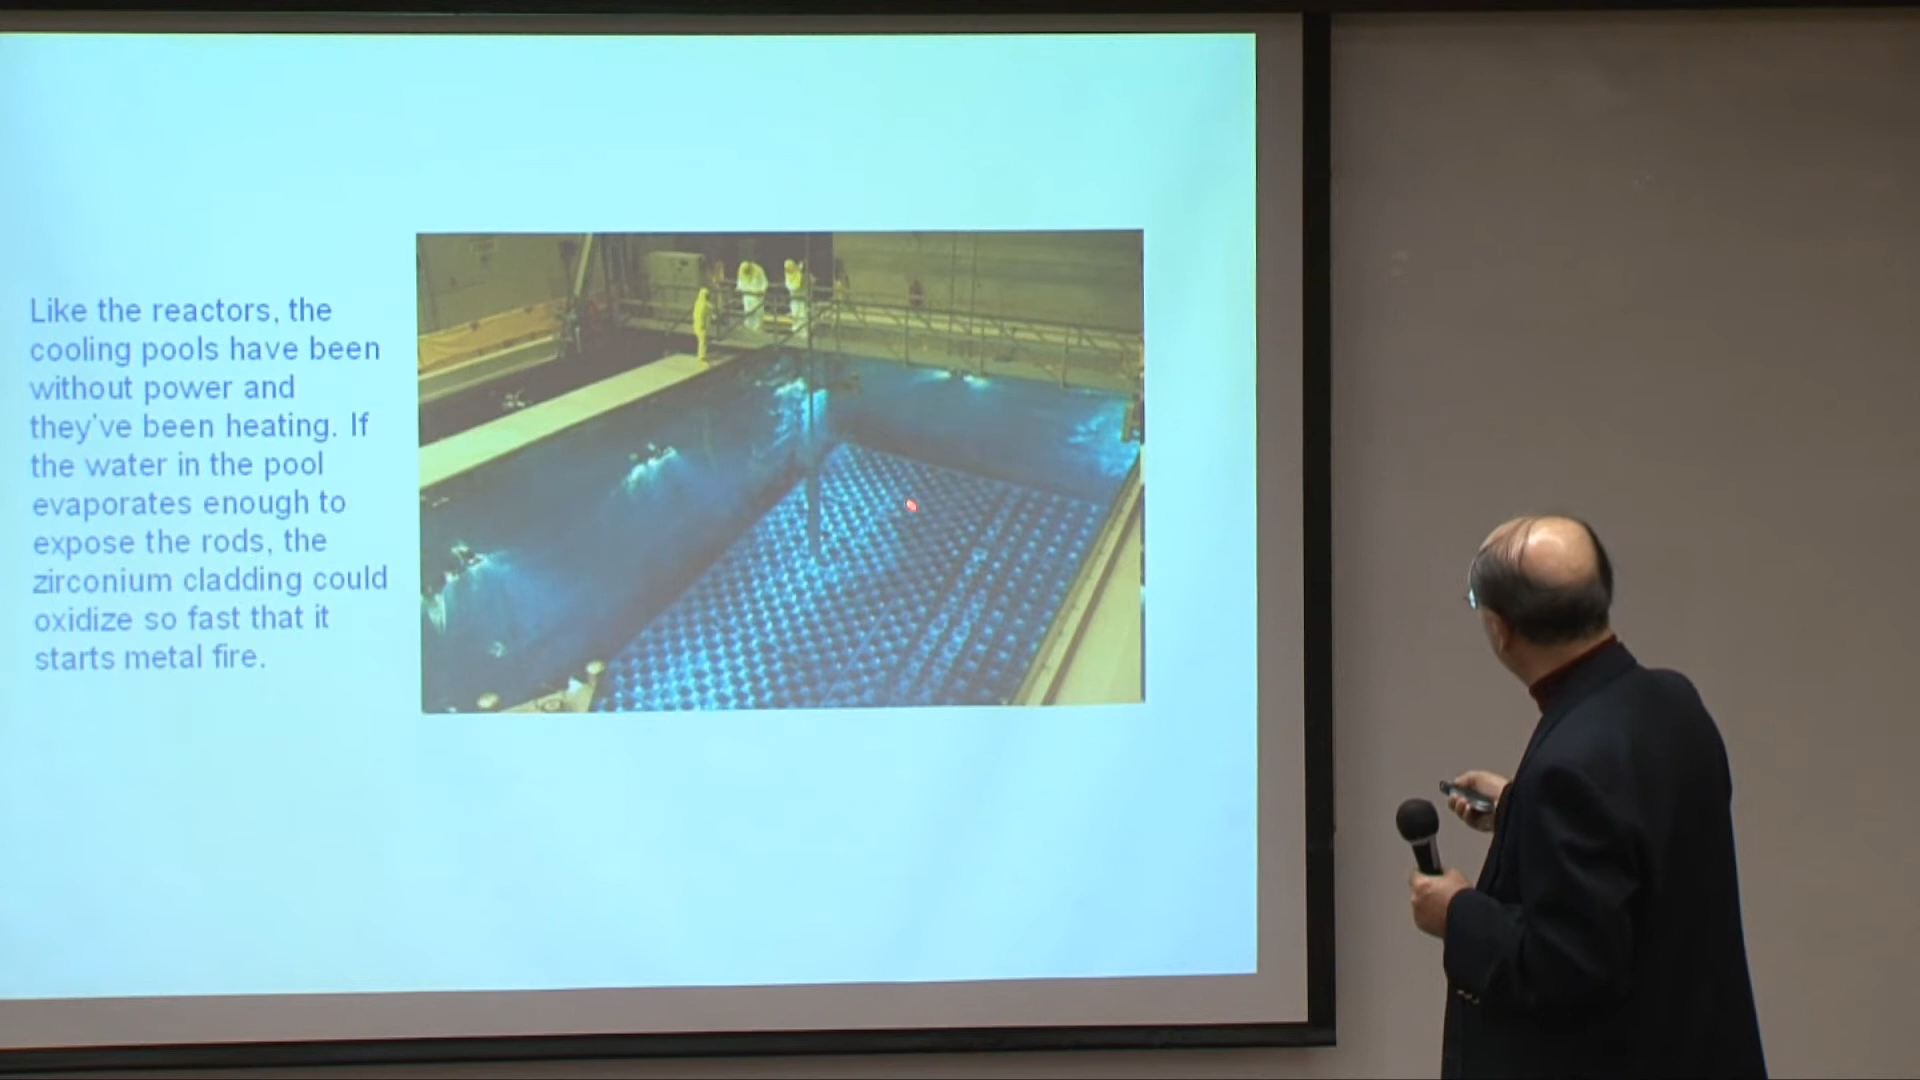 Like the reactors, the
cooling pools have been
without power and
they've been heating. If
the water in the pool
evaporates enough to
expose the rods, the
zirconium cladding could
oxidize so fast that it
starts metal fire.